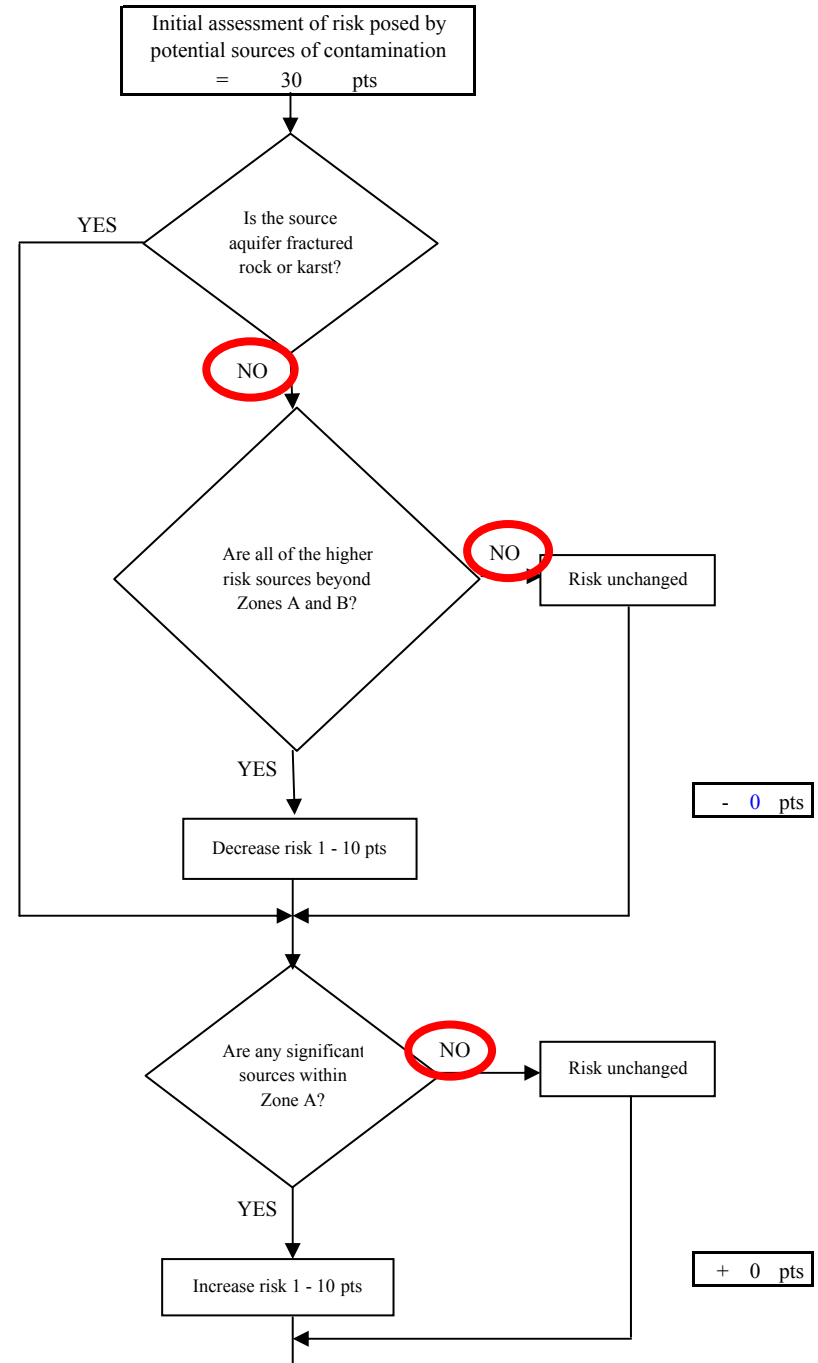 Initial assessment of risk posed by
potential sources of contamination
= 30 pts
YES
Is the source
aquifer fractured
rock or karst?
NO
Are all of the higher
risk sources beyond
Zones A and B?
NO
Risk unchanged
YES
- 0 pts
Decrease risk 1 - 10 pts
Are any significant
sources within
Zone A?
NO
Risk unchanged
YES
+ 0 pts
Increase risk 1 - 10 pts